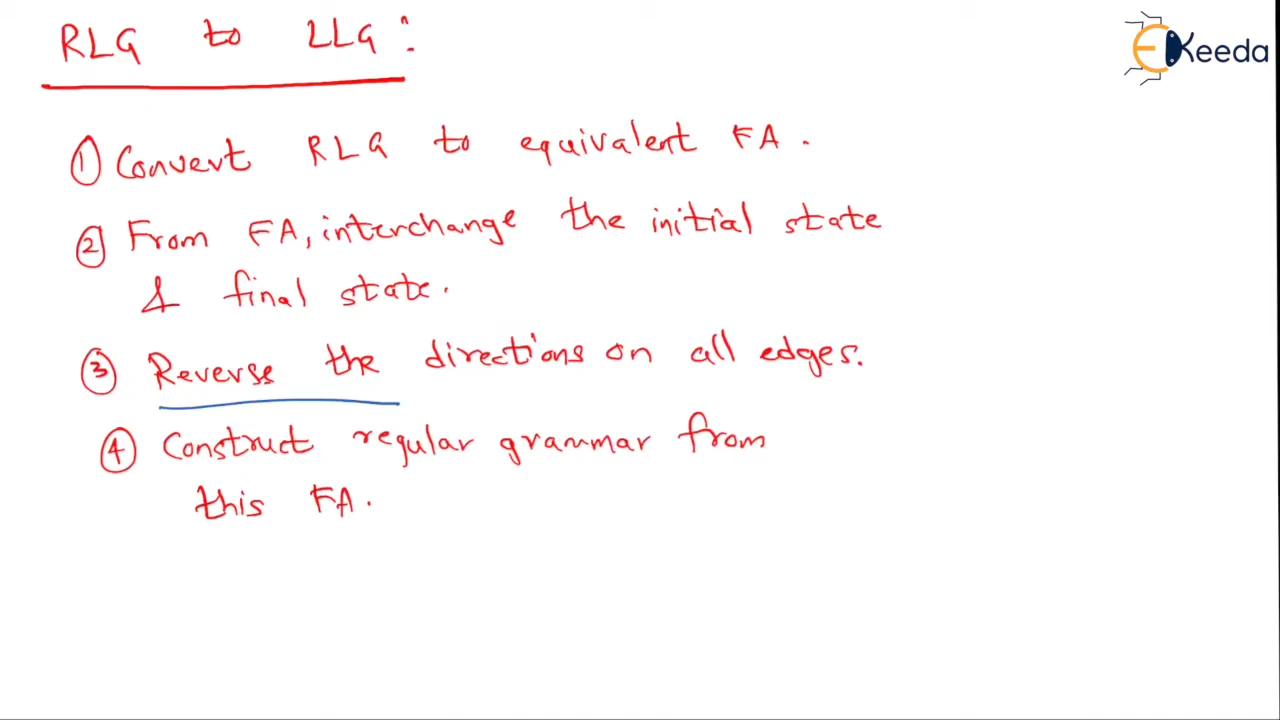 RLG to LLG:
EKeeda
① Convert RLG to equivalent FA.
② From FA, interchange the initial state
& final state.
③ Reverse the directions on all edges.
④ Construct regular grammar from
this FA.